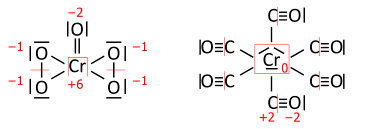 −2
|O|
−1 |O O| −1
Cr
−1 |O O| −1
+6
C≡O|
|O≡C C≡O|
Cr 0
|O≡C C≡O|
C≡O|
+2 −2